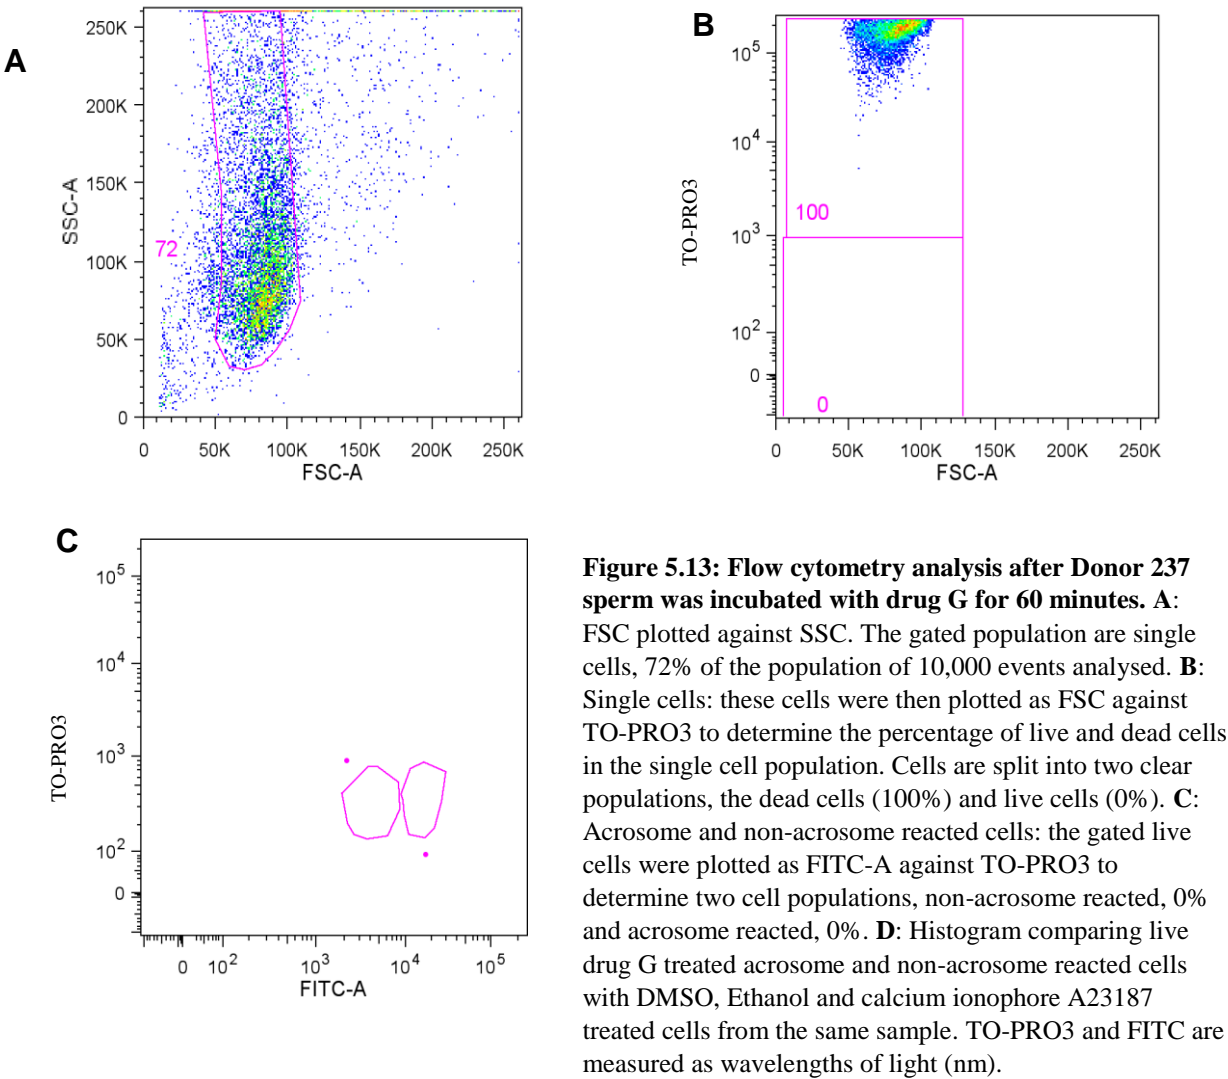 A
250K
200K
150K
100K
50K
0
SSC-A
72
0 50K 100K 150K 200K 250K
FSC-A
B
10^5
10^4
10^3
10^2
0
TO-PRO3
100
0
0 50K 100K 150K 200K 250K
FSC-A
C
10^5
10^4
10^3
10^2
0
TO-PRO3
0 10^2 10^3 10^4 10^5
FITC-A
Figure 5.13: Flow cytometry analysis after Donor 237
sperm was incubated with drug G for 60 minutes. A:
FSC plotted against SSC. The gated population are single
cells, 72% of the population of 10,000 events analysed. B:
Single cells: these cells were then plotted as FSC against
TO-PRO3 to determine the percentage of live and dead cells
in the single cell population. Cells are split into two clear
populations, the dead cells (100%) and live cells (0%). C:
Acrosome and non-acrosome reacted cells: the gated live
cells were plotted as FITC-A against TO-PRO3 to
determine two cell populations, non-acrosome reacted, 0%
and acrosome reacted, 0%. D: Histogram comparing live
drug G treated acrosome and non-acrosome reacted cells
with DMSO, Ethanol and calcium ionophore A23187
treated cells from the same sample. TO-PRO3 and FITC are
measured as wavelengths of light (nm).